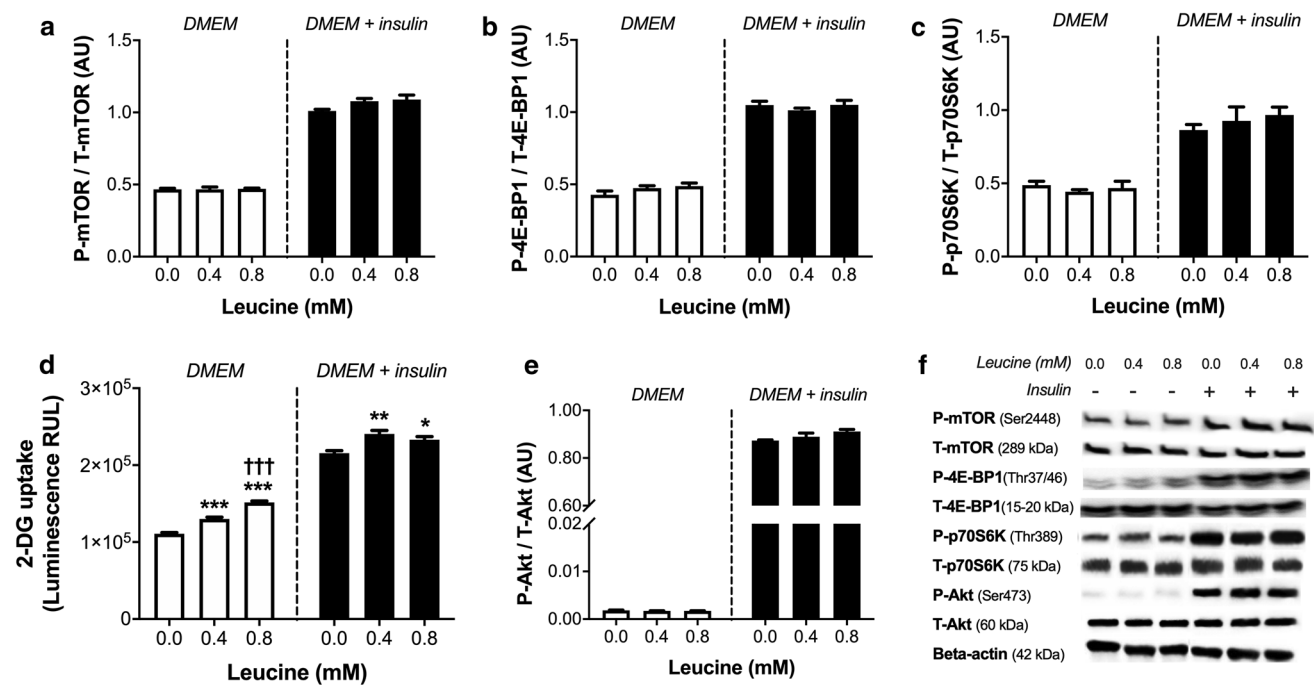 a
DMEM
DMEM + insulin
P-mTOR / T-mTOR (AU)
1.5
1.0
0.5
0.0
0.0 0.4 0.8 0.0 0.4 0.8
Leucine (mM)
b
DMEM
DMEM + insulin
P-4E-BP1 / T-4E-BP1 (AU)
1.5
1.0
0.5
0.0
0.0 0.4 0.8 0.0 0.4 0.8
Leucine (mM)
c
DMEM
DMEM + insulin
P-p70S6K / T-p70S6K (AU)
1.5
1.0
0.5
0.0
0.0 0.4 0.8 0.0 0.4 0.8
Leucine (mM)
d
DMEM
DMEM + insulin
2-DG uptake
(Luminescence RUL)
3×10⁵
2×10⁵
1×10⁵
0
***
†††
***
**
*
0.0 0.4 0.8 0.0 0.4 0.8
Leucine (mM)
e
DMEM
DMEM + insulin
P-Akt / T-Akt (AU)
1.00
0.80
0.60
0.02
0.01
0.00
0.0 0.4 0.8 0.0 0.4 0.8
Leucine (mM)
f
Leucine (mM) 0.0 0.4 0.8 0.0 0.4 0.8
Insulin - - - + + +
P-mTOR (Ser2448)
T-mTOR (289 kDa)
P-4E-BP1 (Thr37/46)
T-4E-BP1 (15-20 kDa)
P-p70S6K (Thr389)
T-p70S6K (75 kDa)
P-Akt (Ser473)
T-Akt (60 kDa)
Beta-actin (42 kDa)